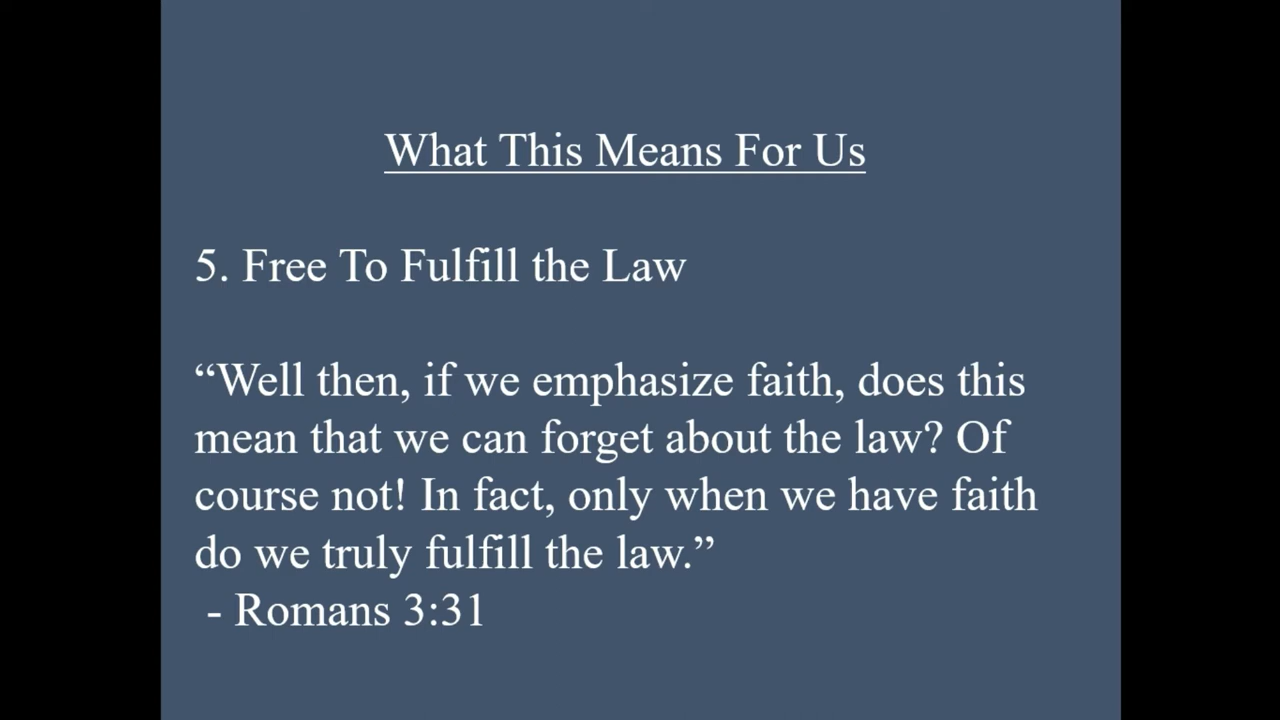 What This Means For Us
5. Free To Fulfill the Law
“Well then, if we emphasize faith, does this
mean that we can forget about the law? Of
course not! In fact, only when we have faith
do we truly fulfill the law.”
- Romans 3:31